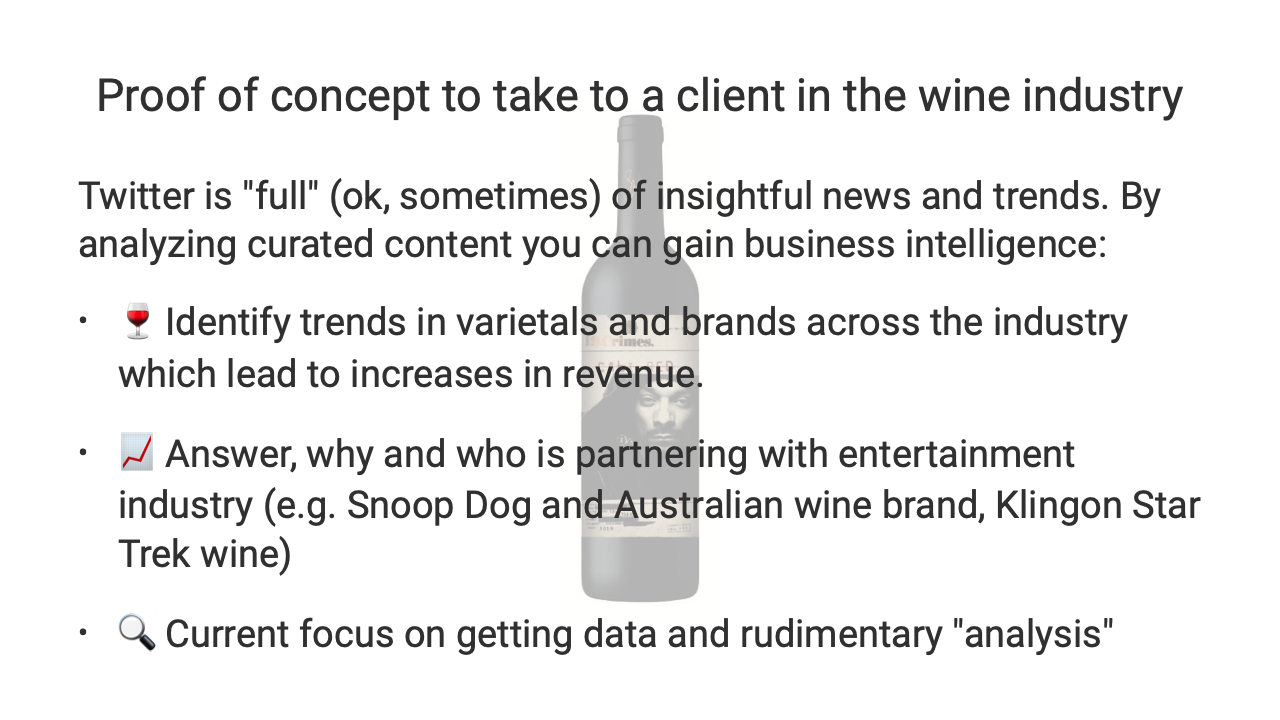 Proof of concept to take to a client in the wine industry
Twitter is "full" (ok, sometimes) of insightful news and trends. By
analyzing curated content you can gain business intelligence:
• 🍷 Identify trends in varietals and brands across the industry
which lead to increases in revenue.
• 📈 Answer, why and who is partnering with entertainment
industry (e.g. Snoop Dog and Australian wine brand, Klingon Star
Trek wine)
• 🔍 Current focus on getting data and rudimentary "analysis"